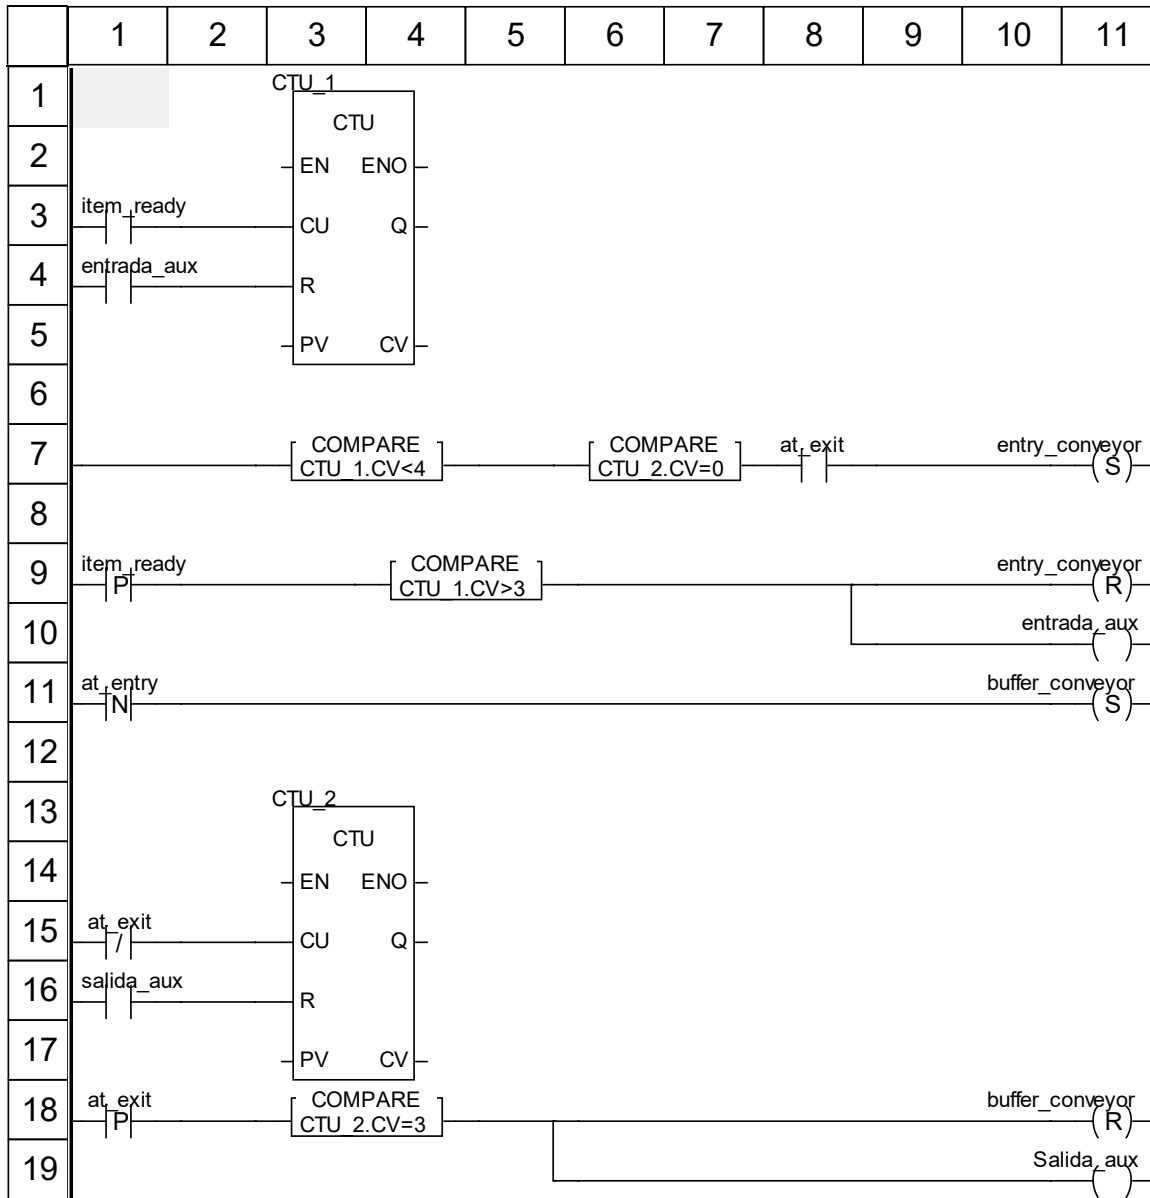 1 2 3 4 5 6 7 8 9 10 11
1
CTU_1
CTU
2
EN ENO
3
item_ready
CU Q
4
entrada_aux
R
5
PV CV
6
7
COMPARE
CTU_1.CV<4
COMPARE
CTU_2.CV=0
at_exit
entry_conveyor
S
8
9
item_ready
P
COMPARE
CTU_1.CV>3
entry_conveyor
R
10
entrada_aux
11
at_entry
N
buffer_conveyor
S
12
13
CTU_2
CTU
14
EN ENO
15
at_exit
/
CU Q
16
salida_aux
R
17
PV CV
18
at_exit
P
COMPARE
CTU_2.CV=3
buffer_conveyor
R
19
Salida_aux